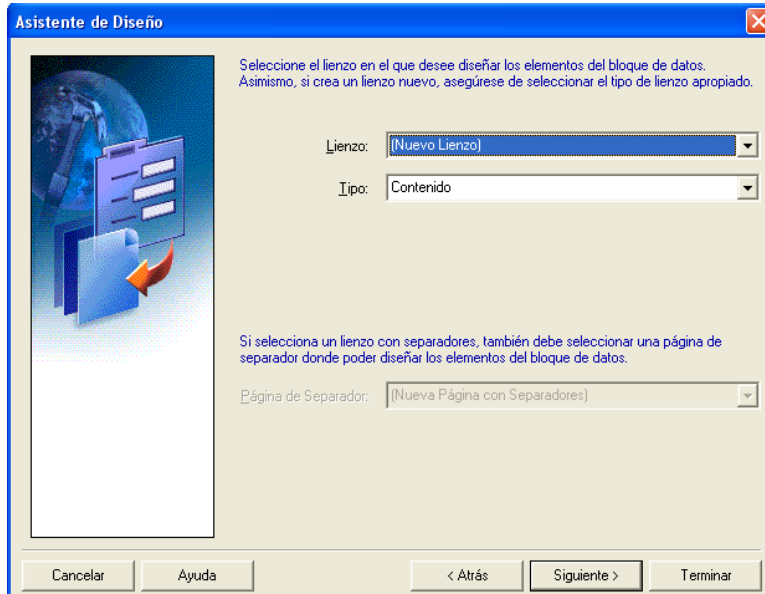 Asistente de Diseño
Seleccione el lienzo en el que desee diseñar los elementos del bloque de datos.
Asimismo, si crea un lienzo nuevo, asegúrese de seleccionar el tipo de lienzo apropiado.
Lienzo: (Nuevo Lienzo)
Tipo: Contenido
Si selecciona un lienzo con separadores, también debe seleccionar una página de
separador donde poder diseñar los elementos del bloque de datos.
Página de Separador: (Nueva Página con Separadores)
Cancelar Ayuda < Atrás Siguiente > Terminar